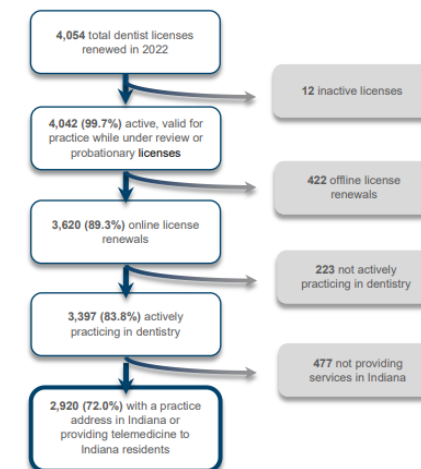 4,054 total dentist licenses
renewed in 2022
12 inactive licenses
4,042 (99.7%) active, valid for
practice while under review or
probationary licenses
422 offline license
renewals
3,620 (89.3%) online license
renewals
223 not actively
practicing in dentistry
3,397 (83.8%) actively
practicing in dentistry
477 not providing
services in Indiana
2,920 (72.0%) with a practice
address in Indiana or
providing telemedicine to
Indiana residents